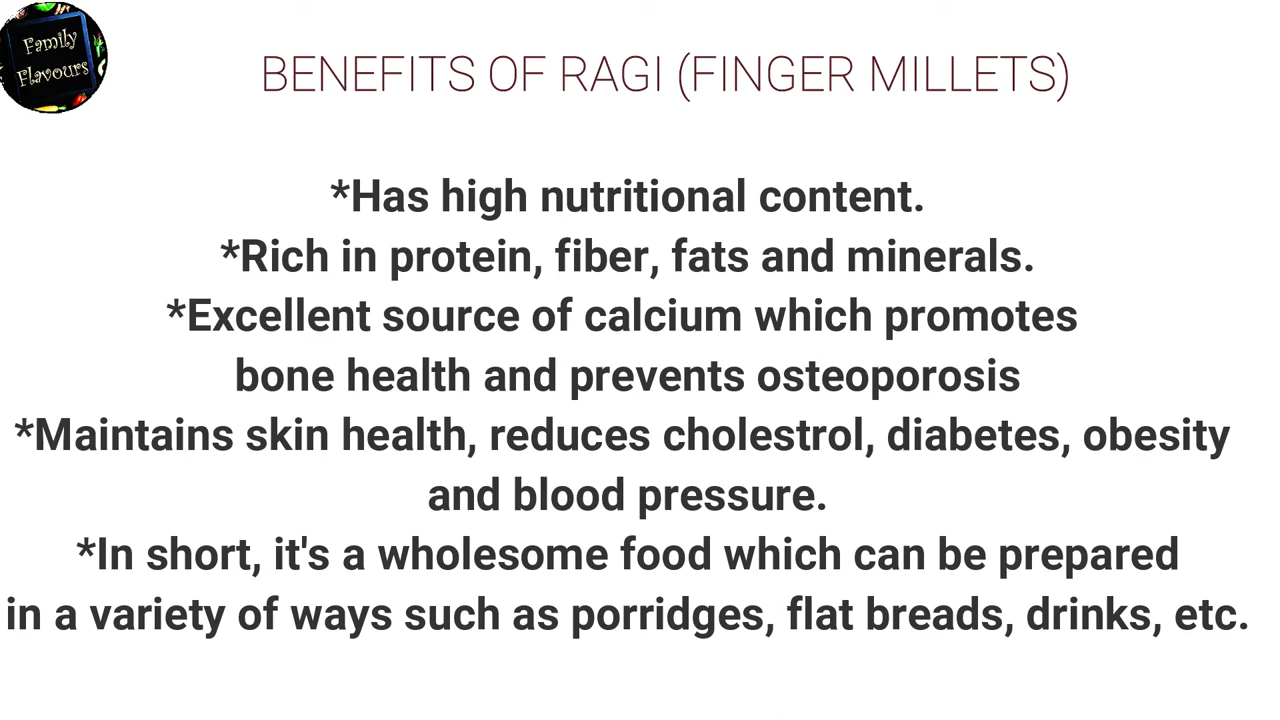 Family
Flavours
BENEFITS OF RAGI (FINGER MILLETS)
*Has high nutritional content.
*Rich in protein, fiber, fats and minerals.
*Excellent source of calcium which promotes
bone health and prevents osteoporosis
*Maintains skin health, reduces cholestrol, diabetes, obesity
and blood pressure.
*In short, it's a wholesome food which can be prepared
in a variety of ways such as porridges, flat breads, drinks, etc.